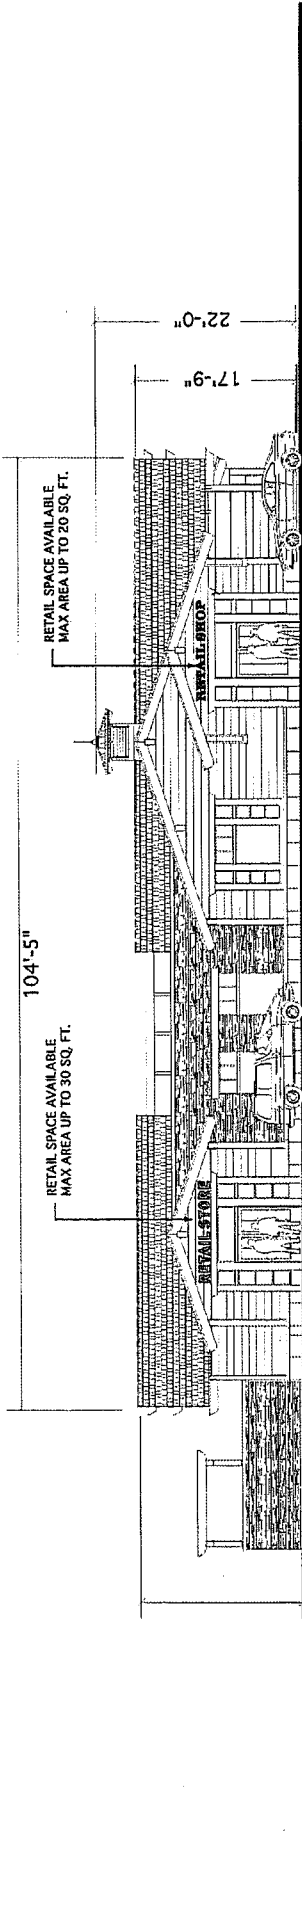 104'-5"
RETAIL SPACE AVAILABLE
MAX AREA UP TO 30 SQ. FT.
RETAIL SPACE AVAILABLE
MAX AREA UP TO 20 SQ. FT.
RETAIL STORE
RETAIL SHOP
17'-9"
22'-0"